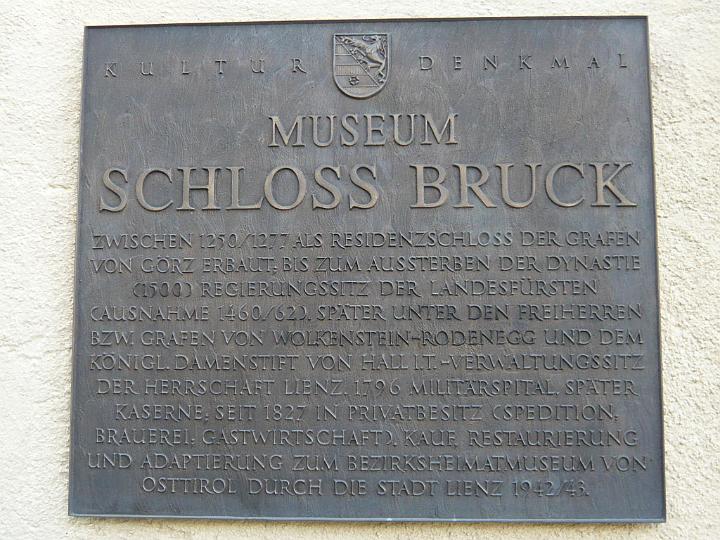 KULTUR DENKMAL
MUSEUM
SCHLOSS BRUCK
ZWISCHEN 1250/1277 ALS RESIDENZSCHLOSS DER GRAFEN
VON GÖRZ ERBAUT; BIS ZUM AUSSTERBEN DER DYNASTIE
(1500) REGIERUNGSSITZ DER LANDESFÜRSTEN
(AUSNAHME 1460/62), SPÄTER UNTER DEN FREIHERREN
BZW. GRAFEN VON WOLKENSTEIN-RODENEGG UND DEM
KÖNIGL. DAMENSTIFT VON HALL I.T.-VERWALTUNGSSITZ
DER HERRSCHAFT LIENZ. 1796 MILITÄRSPITAL, SPÄTER
KASERNE; SEIT 1827 IN PRIVATBESITZ (SPEDITION;
BRAUEREI; GASTWIRTSCHAFT). KAUF, RESTAURIERUNG
UND ADAPTIERUNG ZUM BEZIRKSHEIMATMUSEUM VON
OSTTIROL DURCH DIE STADT LIENZ 1942/43.